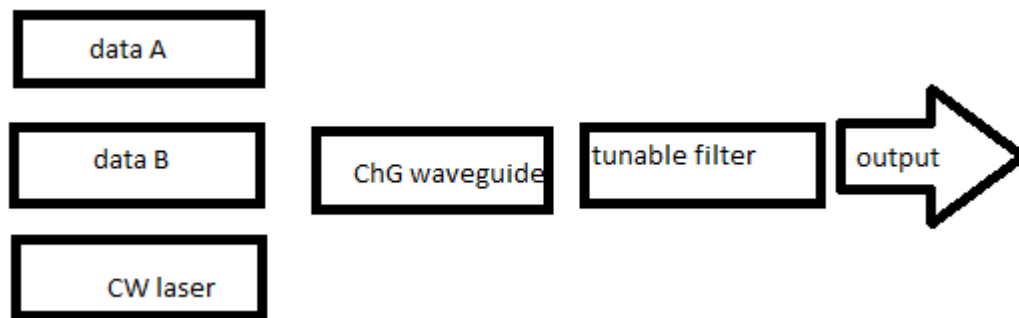 data A
data B
ChG waveguide
tunable filter
output
CW laser